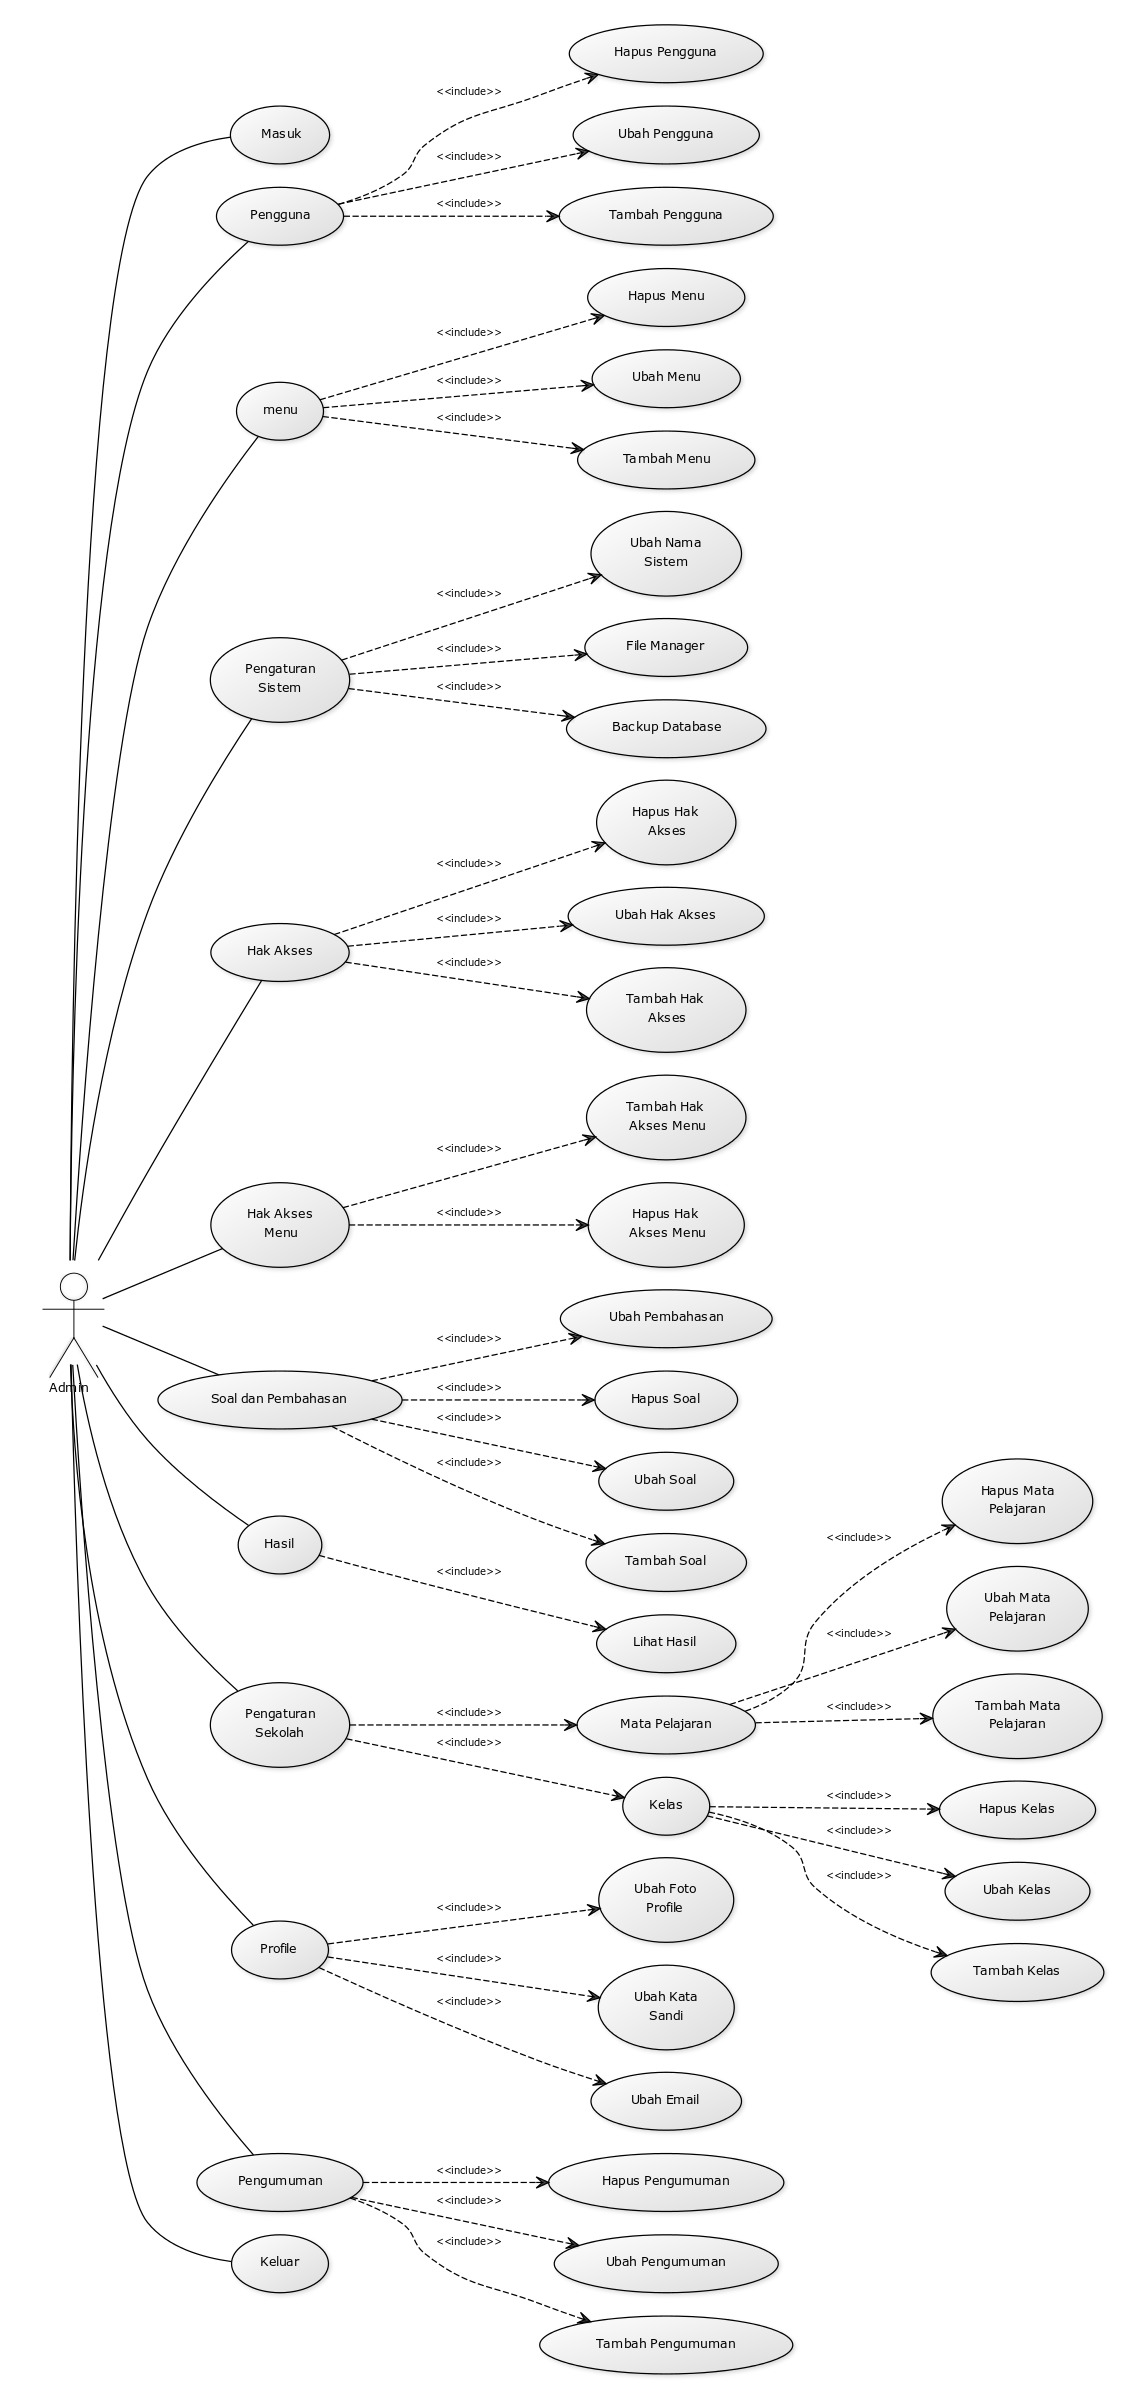 Hapus Pengguna
<<include>>
Masuk
Ubah Pengguna
<<include>>
<<include>>
Pengguna
Tambah Pengguna
Hapus Menu
<<include>>
Ubah Menu
<<include>>
menu
<<include>>
Tambah Menu
Ubah Nama
Sistem
<<include>>
File Manager
<<include>>
Pengaturan
Sistem
<<include>>
Backup Database
Hapus Hak
Akses
<<include>>
Ubah Hak Akses
<<include>>
Hak Akses
<<include>>
Tambah Hak
Akses
Tambah Hak
Akses Menu
<<include>>
Hak Akses
Menu
<<include>>
Hapus Hak
Akses Menu
Ubah Pembahasan
<<include>>
Admin
<<include>>
Soal dan Pembahasan
Hapus Soal
<<include>>
<<include>>
Ubah Soal
Hapus Mata
Pelajaran
<<include>>
Hasil
Tambah Soal
<<include>>
Ubah Mata
Pelajaran
<<include>>
Lihat Hasil
Pengaturan
Sekolah
<<include>>
Mata Pelajaran
<<include>>
Tambah Mata
Pelajaran
<<include>>
Kelas
<<include>>
Hapus Kelas
<<include>>
<<include>>
Ubah Kelas
Ubah Foto
Profile
<<include>>
Profile
<<include>>
Tambah Kelas
Ubah Kata
Sandi
<<include>>
Ubah Email
<<include>>
Pengumuman
Hapus Pengumuman
<<include>>
<<include>>
Keluar
Ubah Pengumuman
Tambah Pengumuman